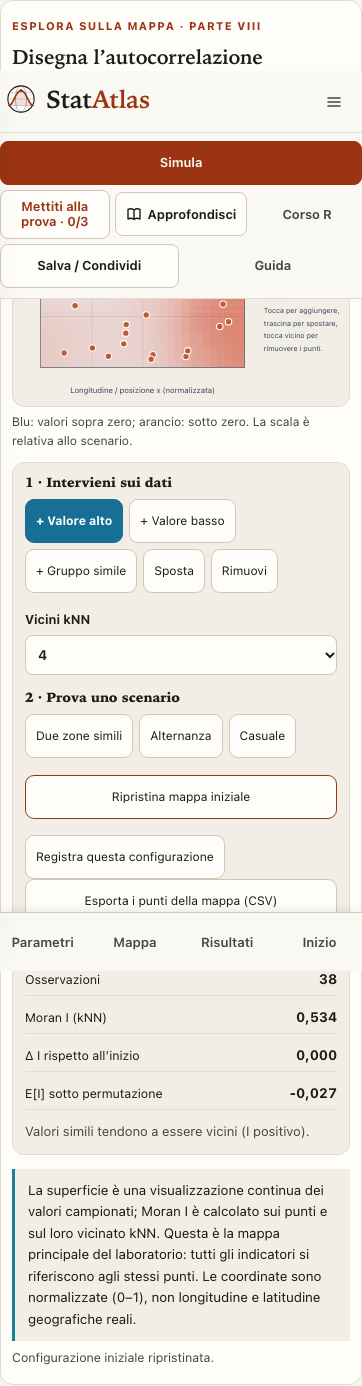 ESPLORA SULLA MAPPA · PARTE VIII
Disegna l’autocorrelazione
StatAtlas
Simula
Mettiti alla
prova · 0/3
Approfondisci
Corso R
Salva / Condividi
Guida
Tocca per aggiungere,
trascina per spostare,
tocca vicino per
rimuovere i punti.
Longitudine / posizione x (normalizzata)
Blu: valori sopra zero; arancio: sotto zero. La scala è
relativa allo scenario.
1 · Intervieni sui dati
+ Valore alto
+ Valore basso
+ Gruppo simile
Sposta
Rimuovi
Vicini kNN
4
2 · Prova uno scenario
Due zone simili
Alternanza
Casuale
Ripristina mappa iniziale
Registra questa configurazione
Esporta i punti della mappa (CSV)
Parametri
Mappa
Risultati
Inizio
Osservazioni 38
Moran I (kNN) 0,534
Δ I rispetto all’inizio 0,000
E[I] sotto permutazione -0,027
Valori simili tendono a essere vicini (I positivo).
La superficie è una visualizzazione continua dei
valori campionati; Moran I è calcolato sui punti e
sul loro vicinato kNN. Questa è la mappa
principale del laboratorio: tutti gli indicatori si
riferiscono agli stessi punti. Le coordinate sono
normalizzate (0–1), non longitudine e latitudine
geografiche reali.
Configurazione iniziale ripristinata.